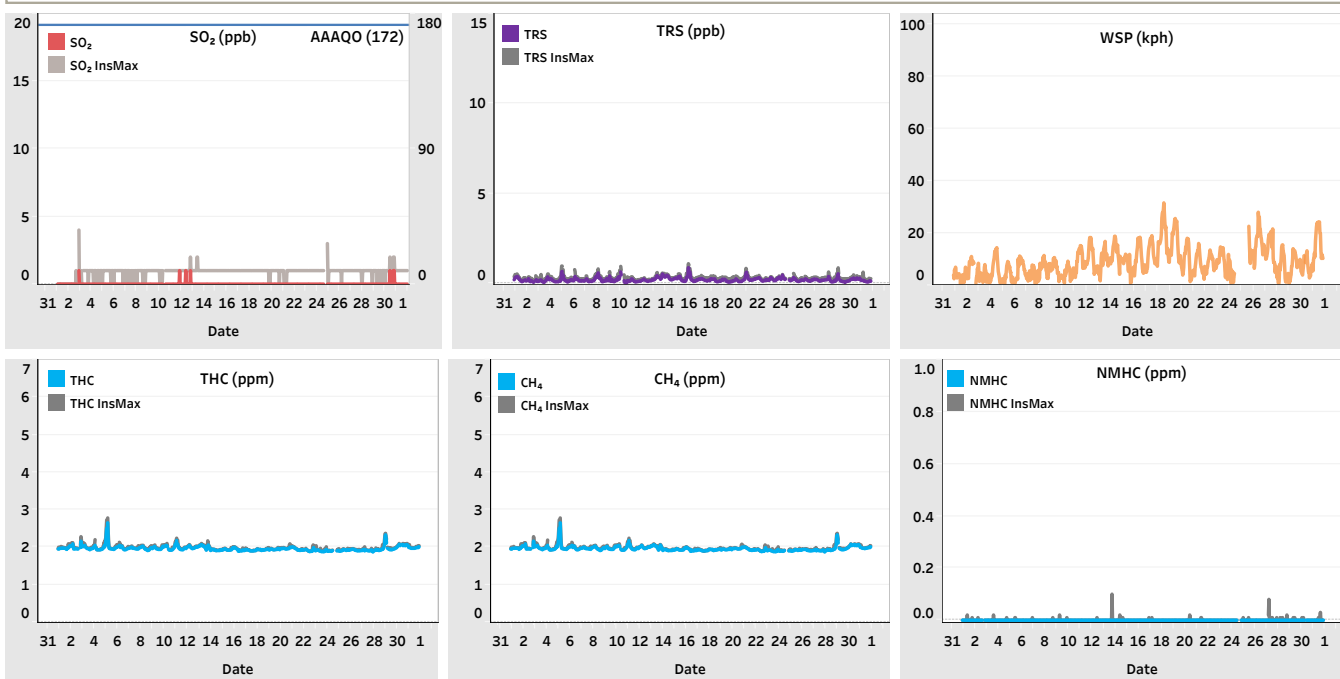 SO₂ (ppb)
AAAQO (172)
SO₂
SO₂ InsMax
20
15
10
5
0
180
90
0
31 2 4 6 8 10 12 14 16 18 20 22 24 26 28 30 1
Date
TRS (ppb)
TRS
TRS InsMax
15
10
5
0
31 2 4 6 8 10 12 14 16 18 20 22 24 26 28 30 1
Date
WSP (kph)
100
80
60
40
20
0
31 2 4 6 8 10 12 14 16 18 20 22 24 26 28 30 1
Date
THC (ppm)
THC
THC InsMax
7
6
5
4
3
2
1
0
31 2 4 6 8 10 12 14 16 18 20 22 24 26 28 30 1
Date
CH₄ (ppm)
CH₄
CH₄ InsMax
7
6
5
4
3
2
1
0
31 2 4 6 8 10 12 14 16 18 20 22 24 26 28 30 1
Date
NMHC (ppm)
NMHC
NMHC InsMax
1.0
0.8
0.6
0.4
0.2
0.0
31 2 4 6 8 10 12 14 16 18 20 22 24 26 28 30 1
Date